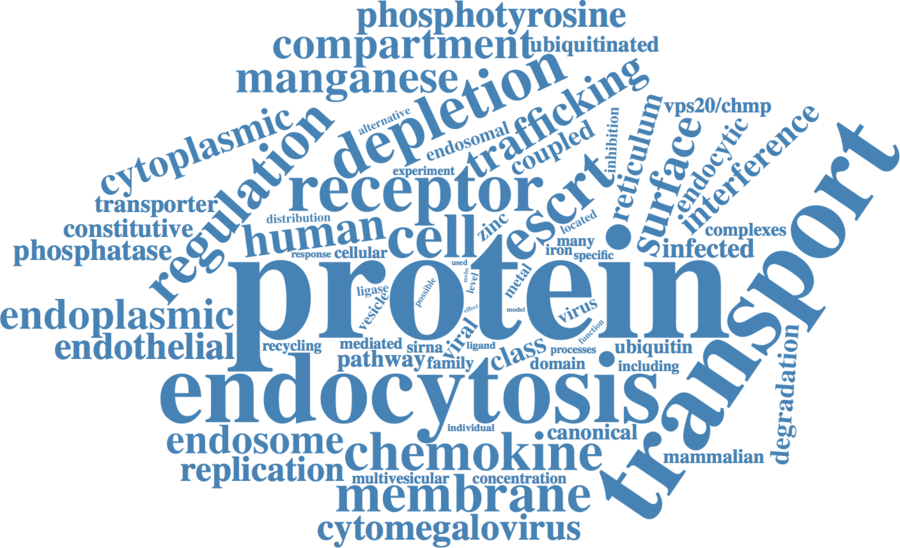 phosphotyrosine
compartment
ubiquitinated
manganese
depletion
alternative
trafficking
endosomal
coupled
inhibition
reticulum
vps20/chmp
surface
endocytic
interference
cytoplasmic
regulation
experiment
receptor
escrt
transport
transporter
distribution
human
cell
zinc
located
complexes
constitutive
phosphatase
response
cellular
many
iron
specific
infected
protein
used
level
metal
possible
ligase
vesicle
effect
model
virus
function
endoplasmic
endothelial
recycling
mediated
sirna
viral
ligand
class
processes
ubiquitin
pathway
family
domain
including
endocytosis
degradation
individual
canonical
endosome
chemokine
mammalian
replication
multivesicular
concentration
membrane
cytomegalovirus